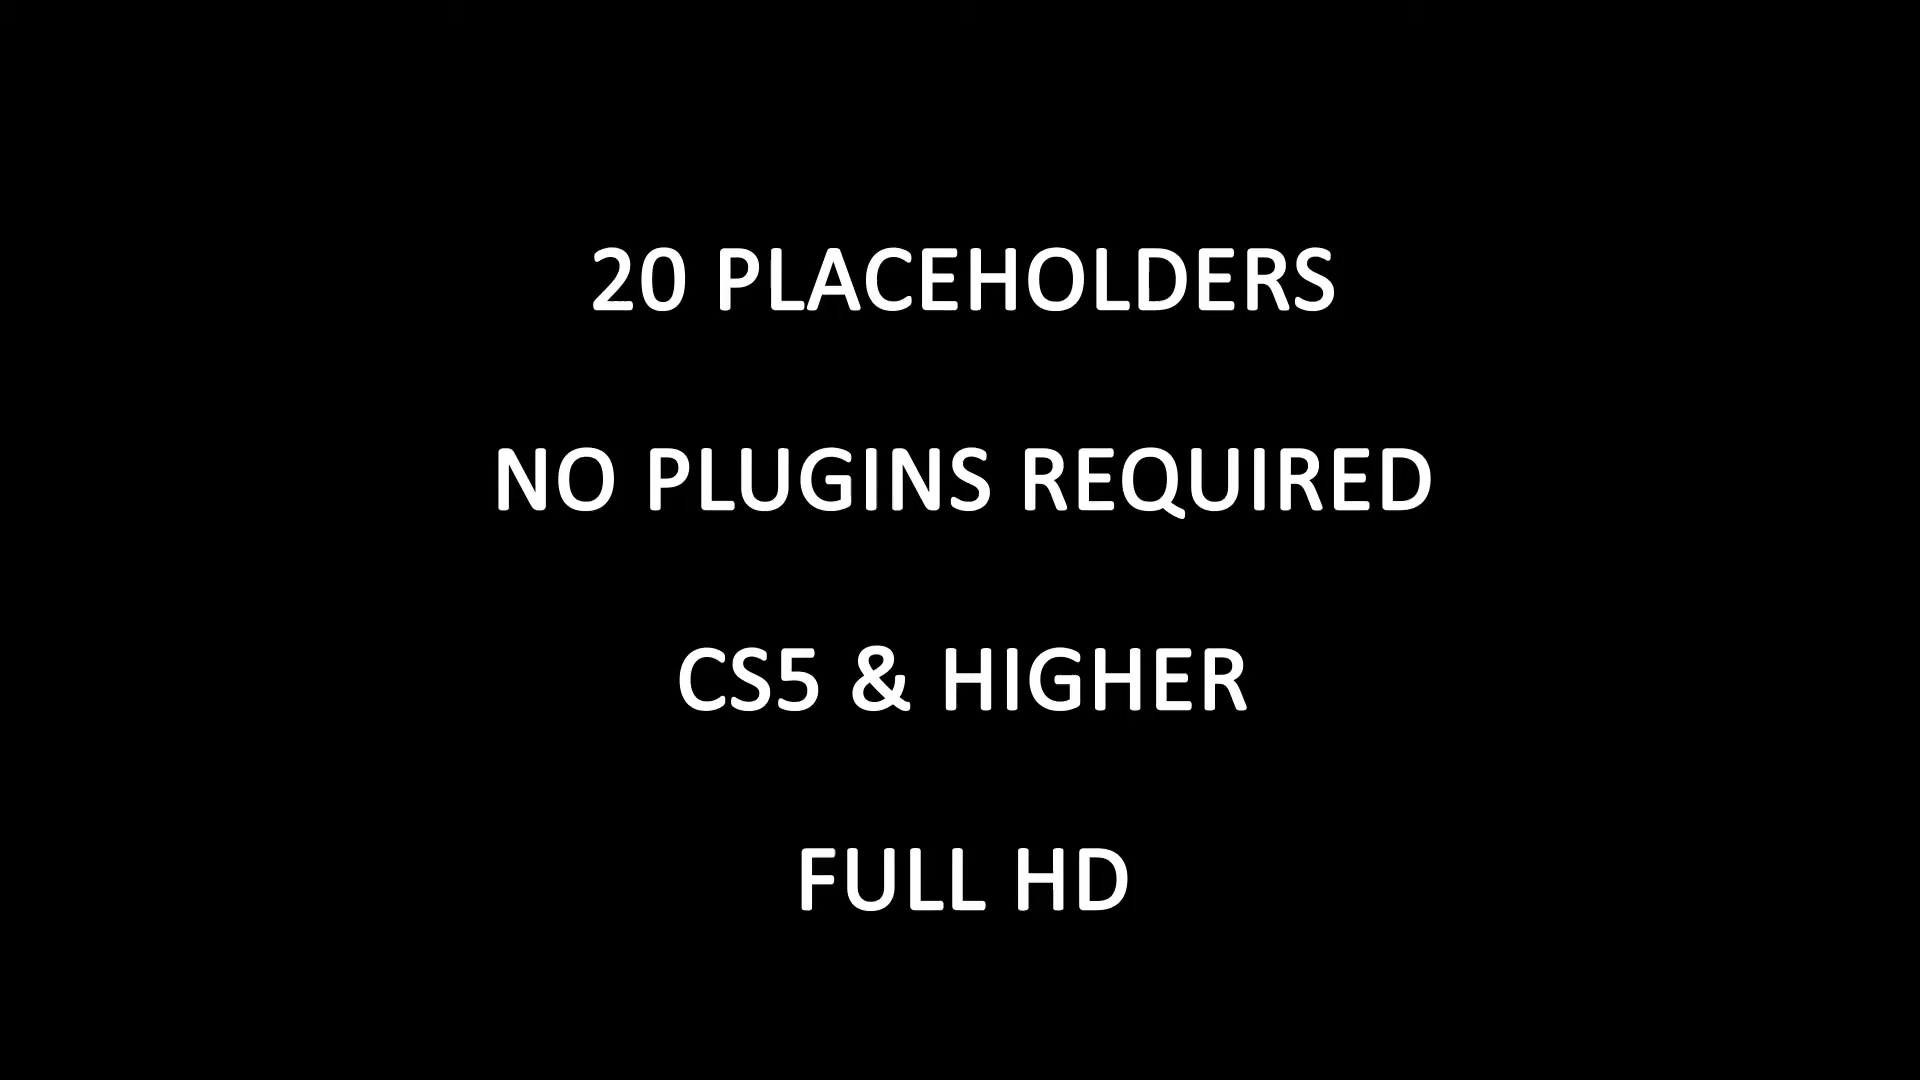 20 PLACEHOLDERS
NO PLUGINS REQUIRED
CS5 & HIGHER
FULL HD